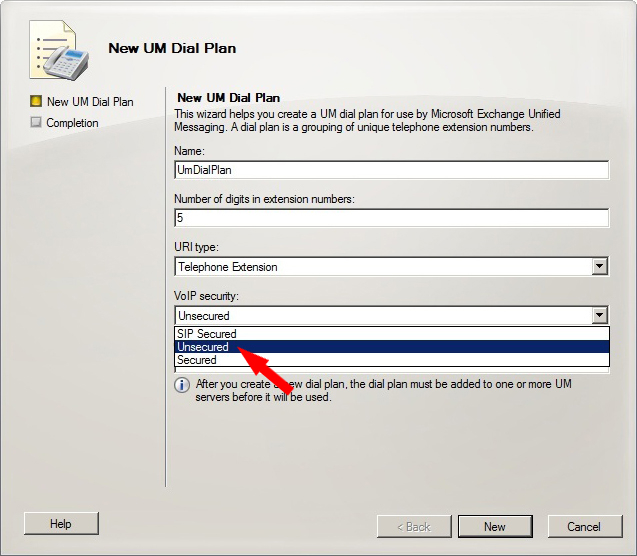 New UM Dial Plan
New UM Dial Plan
Completion
New UM Dial Plan
This wizard helps you create a UM dial plan for use by Microsoft Exchange Unified
Messaging. A dial plan is a grouping of unique telephone extension numbers.
Name:
UmDialPlan
Number of digits in extension numbers:
5
URI type:
Telephone Extension
VoIP security:
Unsecured
SIP Secured
Unsecured
Secured
After you create a new dial plan, the dial plan must be added to one or more UM
servers before it will be used.
Help
< Back
New
Cancel